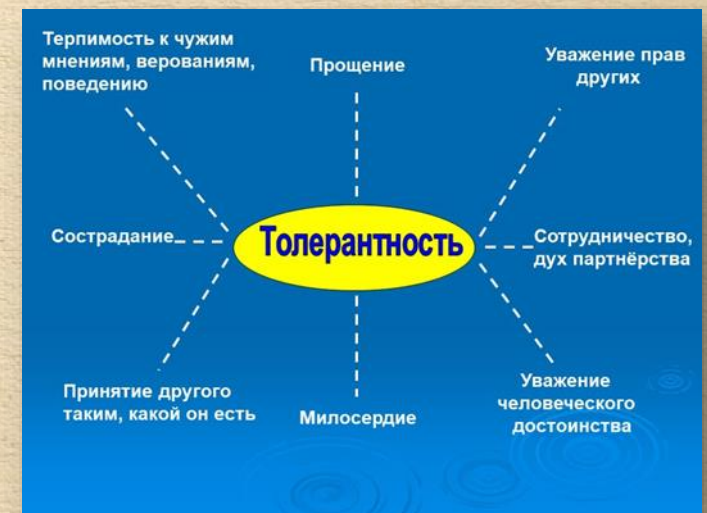 Терпимость к чужим
мнениям, верованиям,
поведению
Прощение
Уважение прав
других
Сострадание
Толерантность
Сотрудничество,
дух партнёрства
Принятие другого
таким, какой он есть
Милосердие
Уважение
человеческого
достоинства